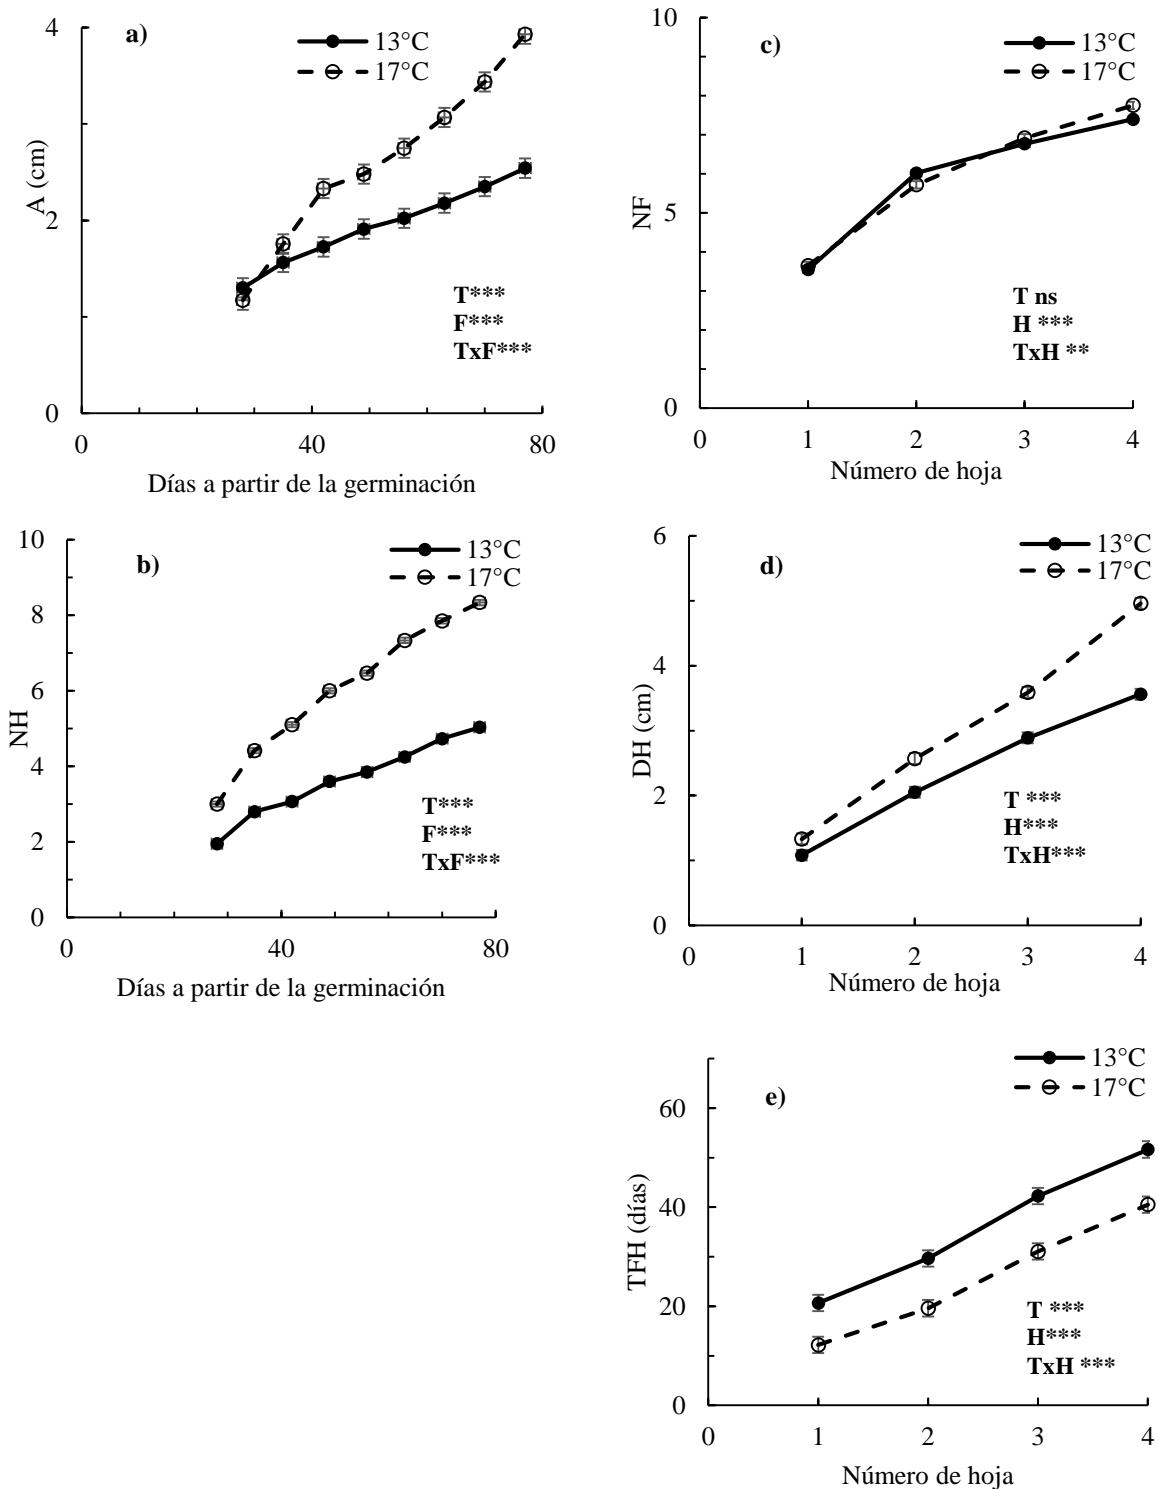 a)
13°C
17°C
4
2
0
A (cm)
0 40 80
Días a partir de la germinación
T***
F***
TxF***
c)
13°C
17°C
10
5
0
NF
0 1 2 3 4
Número de hoja
T ns
H ***
TxH **
b)
13°C
17°C
10
8
6
4
2
0
NH
0 40 80
Días a partir de la germinación
T***
F***
TxF***
d)
13°C
17°C
6
4
2
0
DH (cm)
0 1 2 3 4
Número de hoja
T ***
H***
TxH***
e)
13°C
17°C
60
40
20
0
TFH (días)
0 1 2 3 4
Número de hoja
T ***
H***
TxH ***